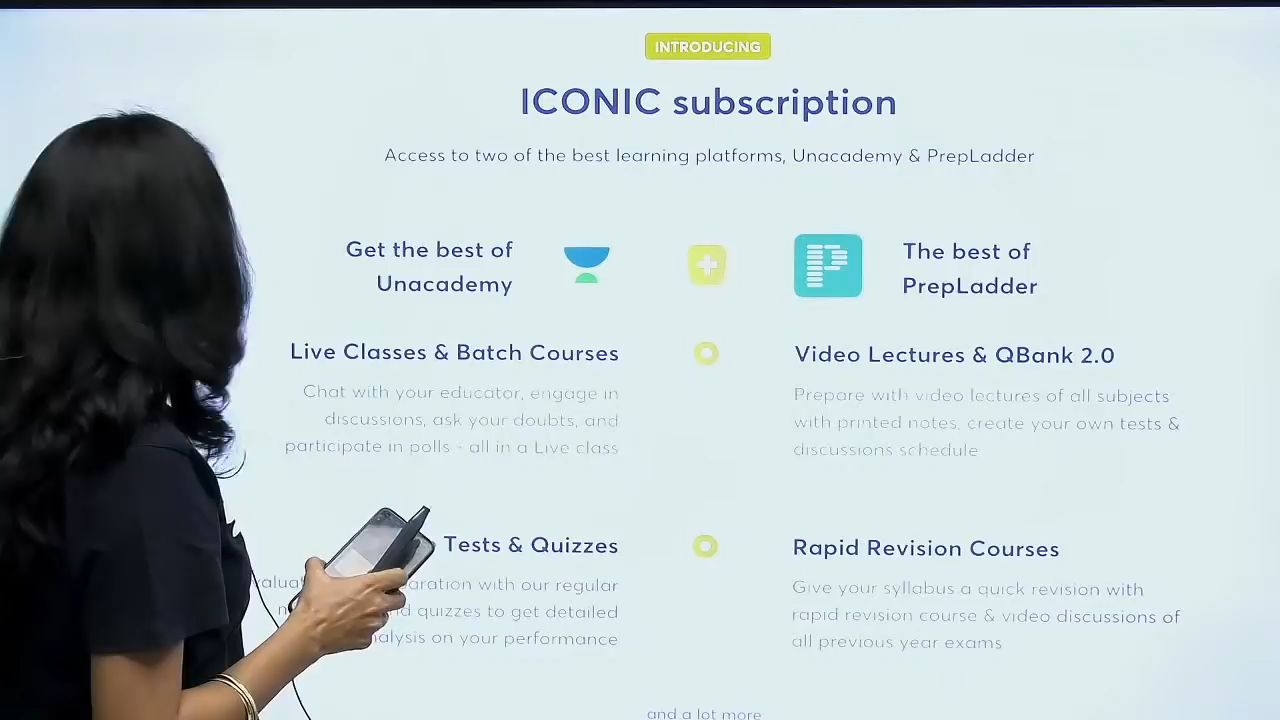 INTRODUCING
ICONIC subscription
Access to two of the best learning platforms, Unacademy & PrepLadder
Get the best of
Unacademy
The best of
PrepLadder
Live Classes & Batch Courses
Chat with your educator, engage in
discussions, ask your doubts, and
participate in polls - all in a Live class
Video Lectures & QBank 2.0
Prepare with video lectures of all subjects
with printed notes, create your own tests &
discussions schedule
Tests & Quizzes
with our regular
quizzes to get detailed
on your performance
Rapid Revision Courses
Give your syllabus a quick revision with
rapid revision course & video discussions of
all previous year exams
and a lot more